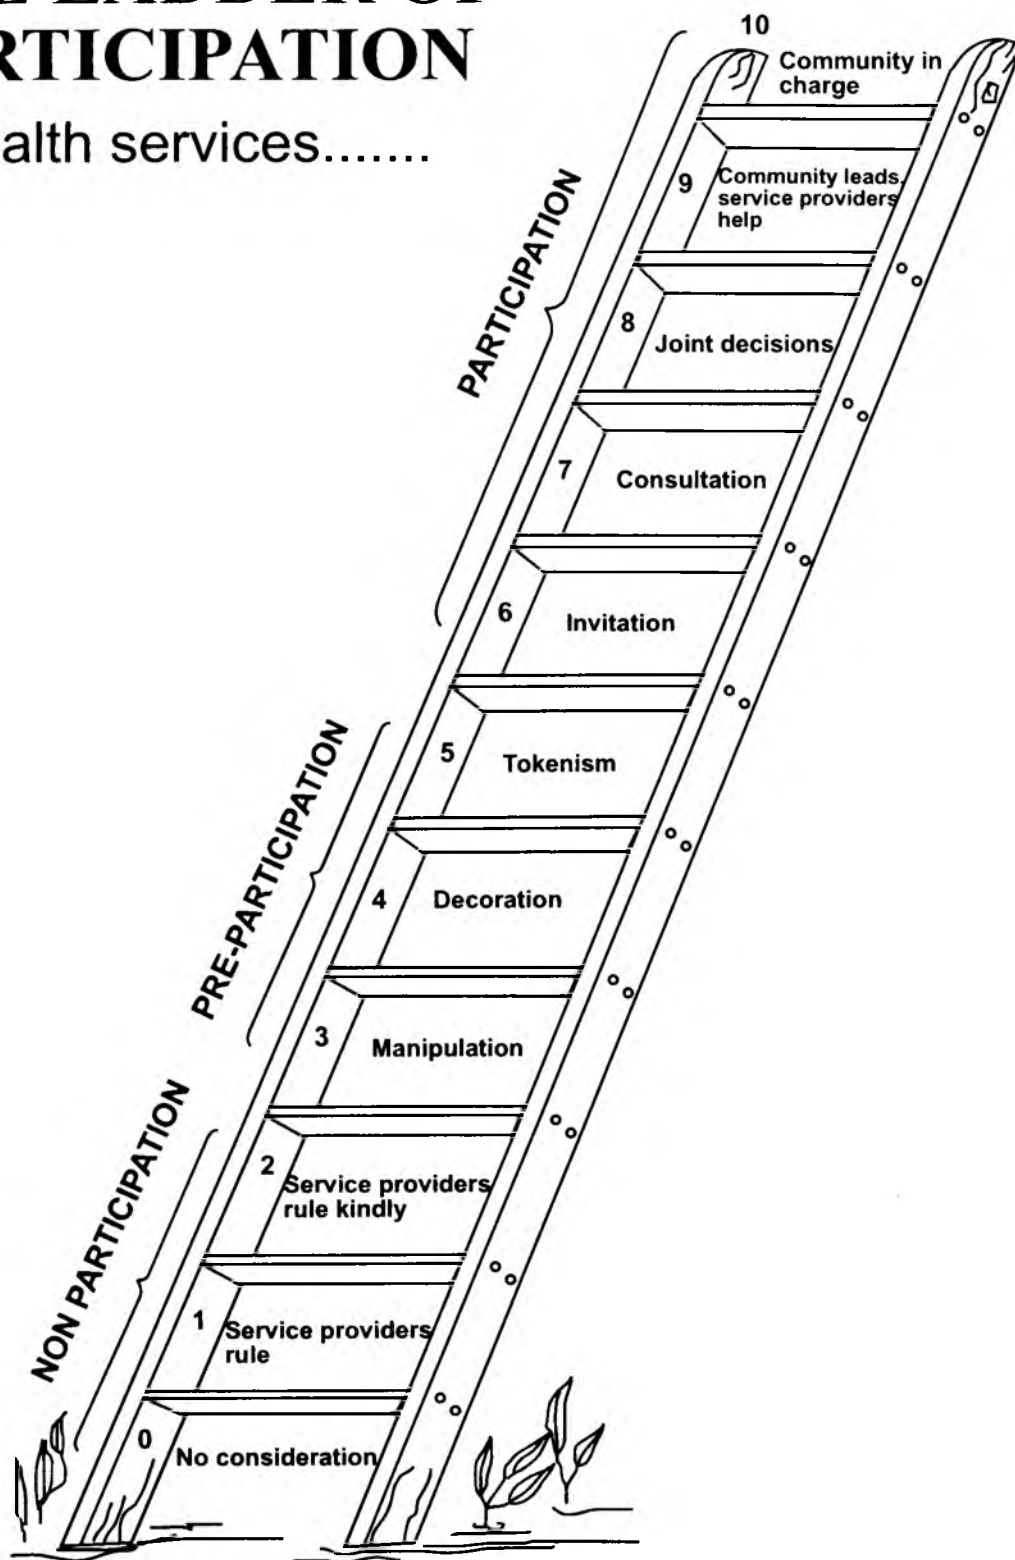 LADDER OF
RTICIPATION
alth services.......
10
Community in
charge
9
Community leads,
service providers
help
8
Joint decisions
7
Consultation
6
Invitation
PARTICIPATION
5
Tokenism
4
Decoration
3
Manipulation
PRE-PARTICIPATION
2
Service providers
rule kindly
1
Service providers
rule
0
No consideration
NON PARTICIPATION